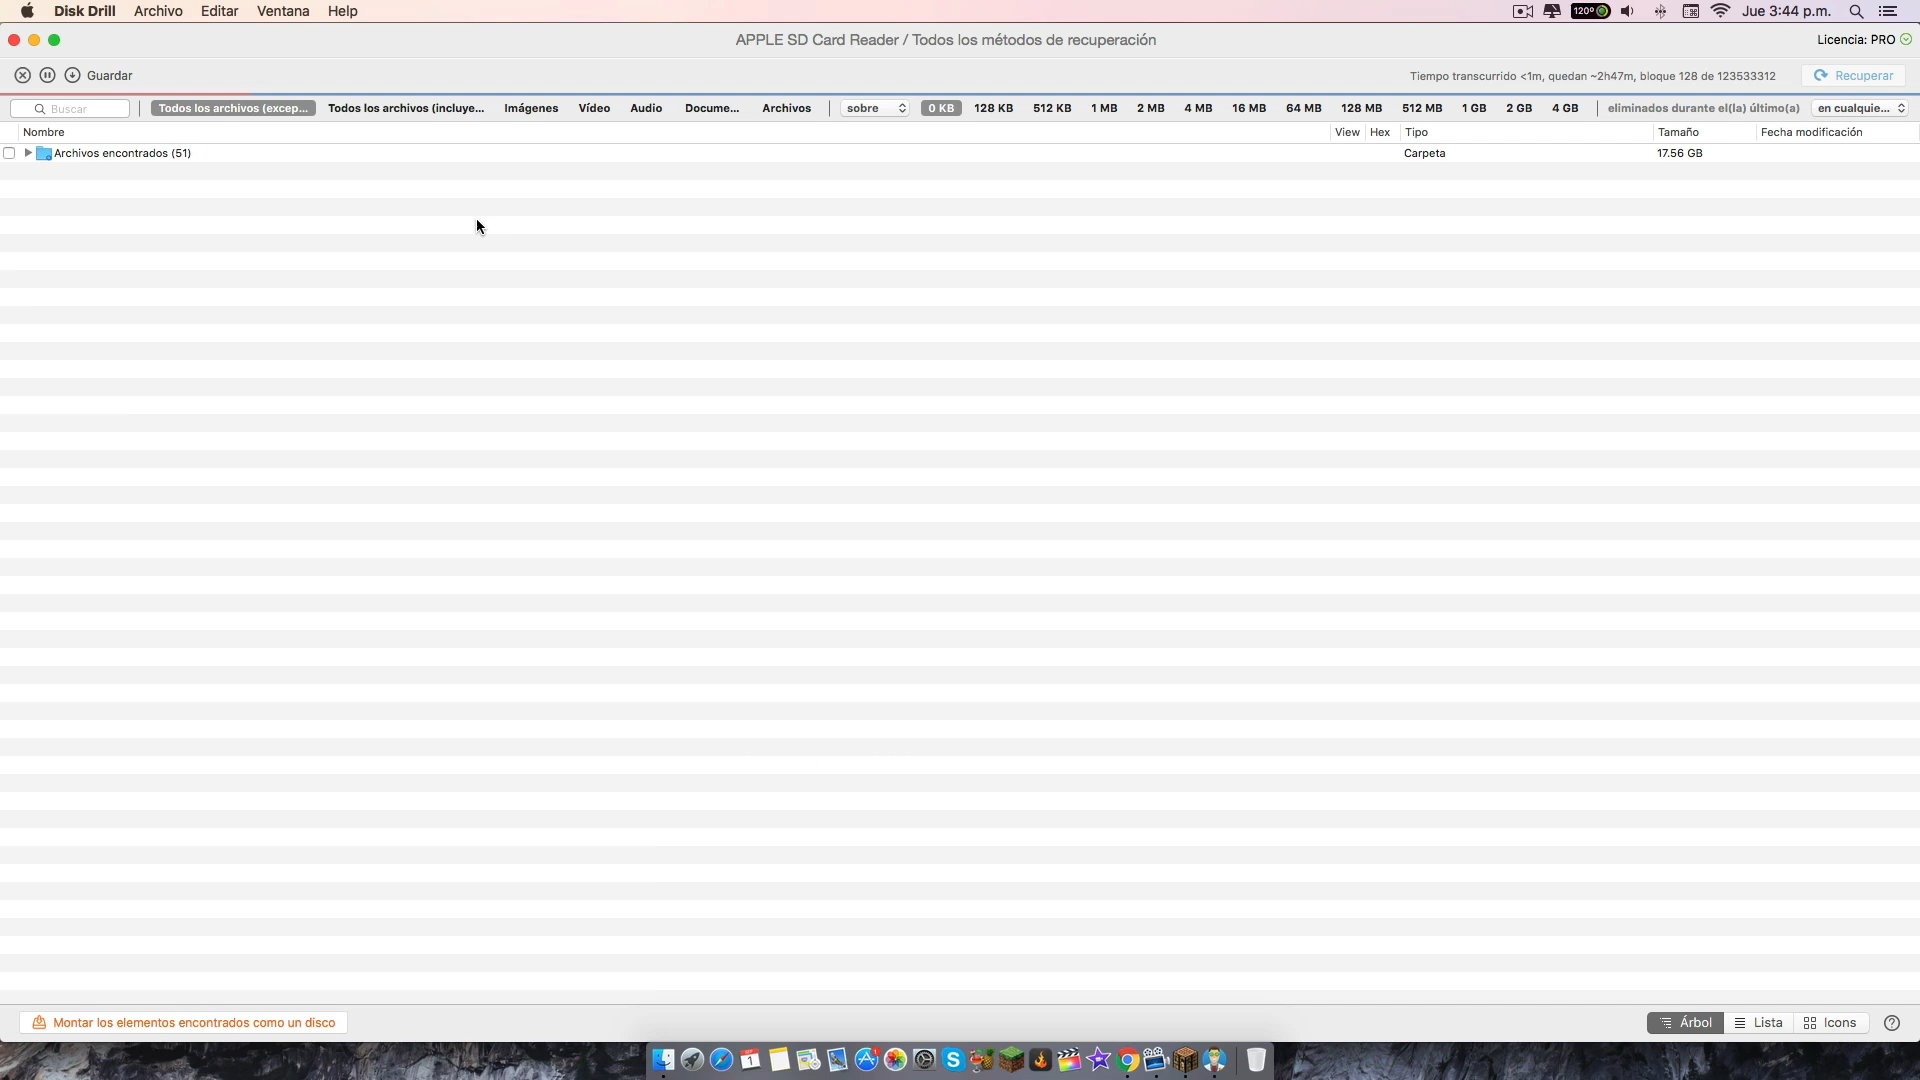 Disk Drill Archivo Editar Ventana Help 120° Jue 3:44 p.m.
APPLE SD Card Reader / Todos los métodos de recuperación Licencia: PRO
Guardar Tiempo transcurrido <1m, quedan ~2h47m, bloque 128 de 123533312 Recuperar
Buscar Todos los archivos (excep... Todos los archivos (incluye... Imágenes Vídeo Audio Docume... Archivos sobre 0 KB 128 KB 512 KB 1 MB 2 MB 4 MB 16 MB 64 MB 128 MB 512 MB 1 GB 2 GB 4 GB eliminados durante el(la) último(a) en cualquie...
Nombre View Hex Tipo Tamaño Fecha modificación
Archivos encontrados (51) Carpeta 17.56 GB
Montar los elementos encontrados como un disco Árbol Lista Icons ?
1 S 1